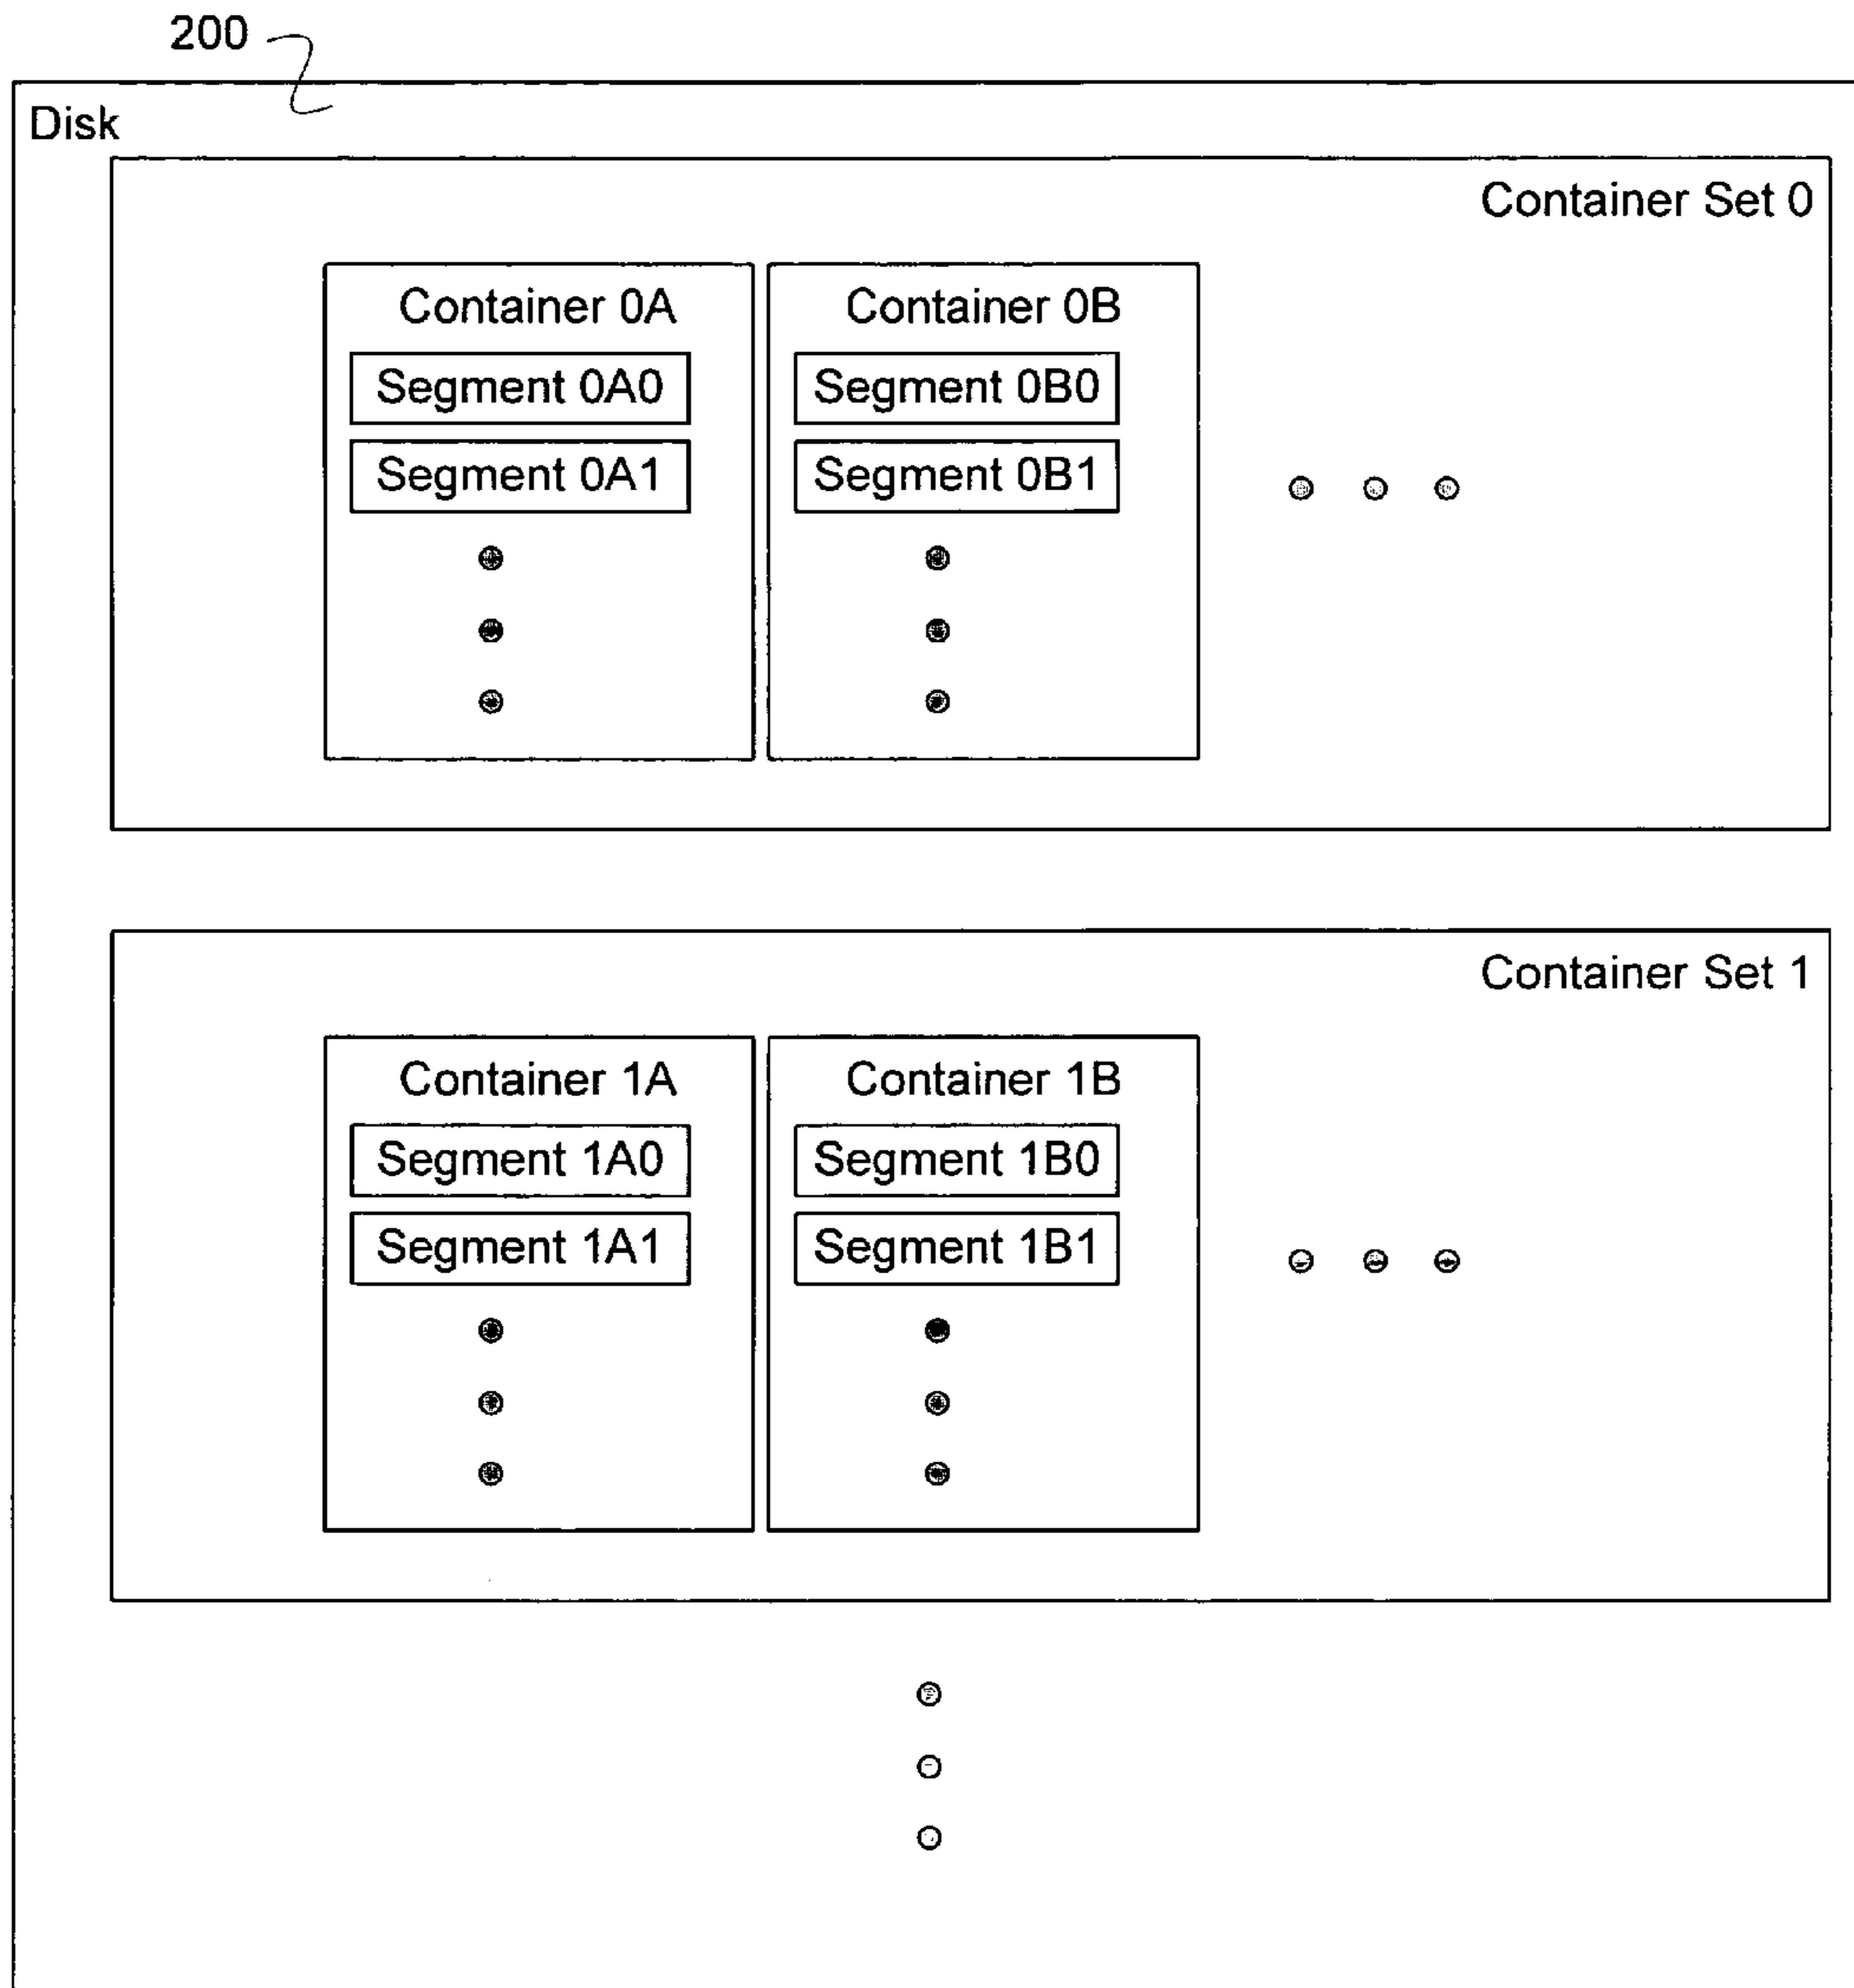 200
Disk
Container Set 0
Container 0A
Segment 0A0
Segment 0A1
Container 0B
Segment 0B0
Segment 0B1
Container Set 1
Container 1A
Segment 1A0
Segment 1A1
Container 1B
Segment 1B0
Segment 1B1